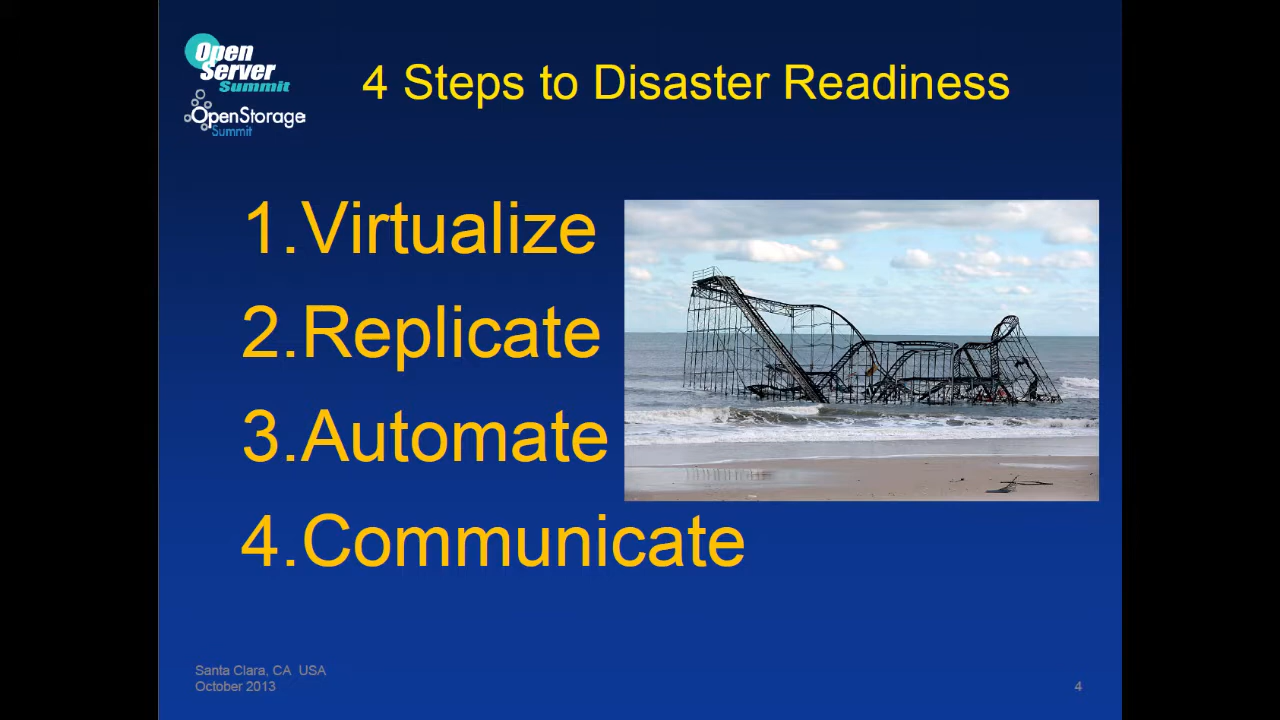 Open
Server
Summit
OpenStorage
Summit
4 Steps to Disaster Readiness
1.Virtualize
2.Replicate
3.Automate
4.Communicate
Santa Clara, CA  USA
October 2013
4